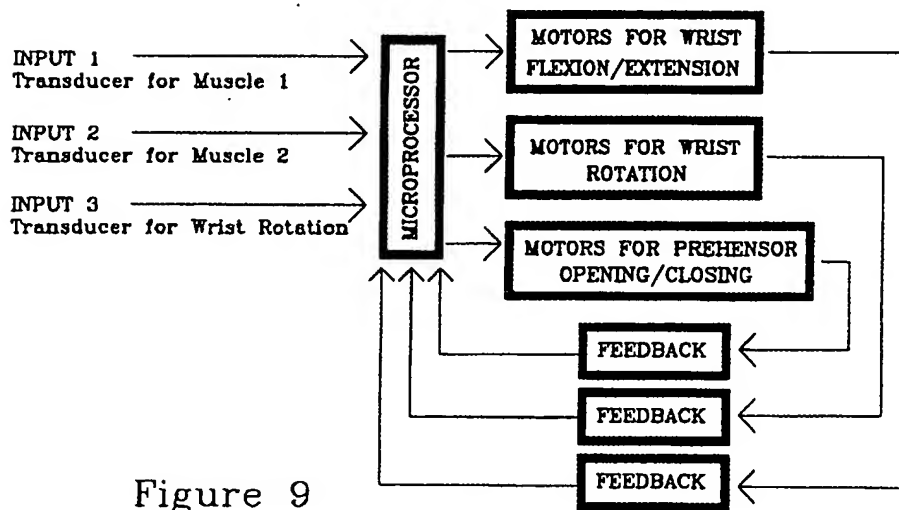 INPUT 1
Transducer for Muscle 1
INPUT 2
Transducer for Muscle 2
INPUT 3
Transducer for Wrist Rotation
MICROPROCESSOR
MOTORS FOR WRIST
FLEXION/EXTENSION
MOTORS FOR WRIST
ROTATION
MOTORS FOR PREHENSOR
OPENING/CLOSING
FEEDBACK
FEEDBACK
FEEDBACK
Figure 9